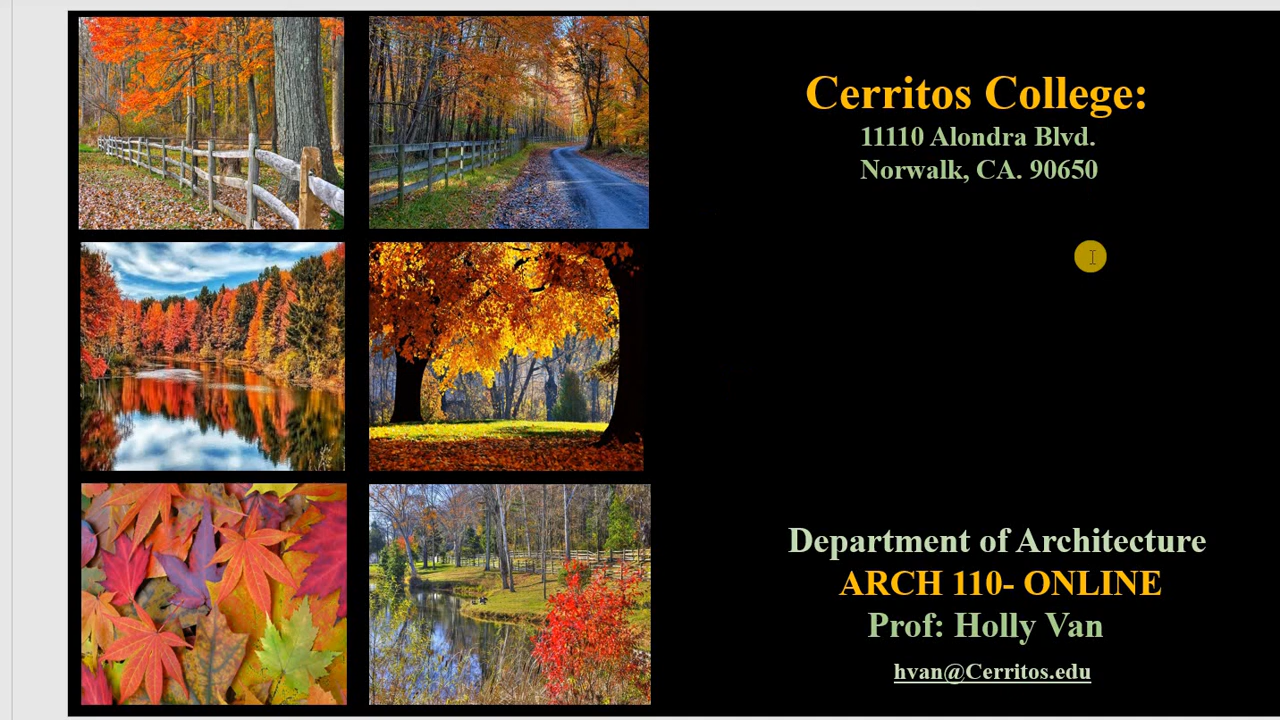 Cerritos College:
11110 Alondra Blvd.
Norwalk, CA. 90650
Department of Architecture
ARCH 110- ONLINE
Prof: Holly Van
hvan@Cerritos.edu